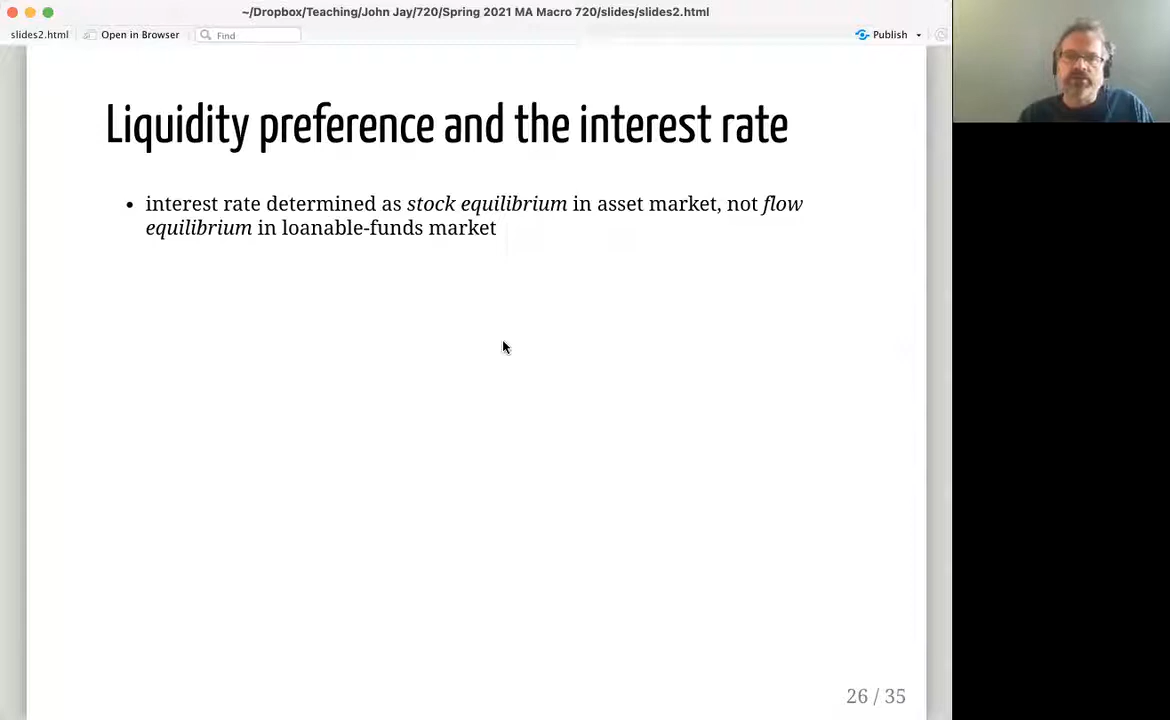 ~/Dropbox/Teaching/John Jay/720/Spring 2021 MA Macro 720/slides/slides2.html
slides2.html Open in Browser Find Publish
Liquidity preference and the interest rate
• interest rate determined as stock equilibrium in asset market, not flow
equilibrium in loanable-funds market
26 / 35